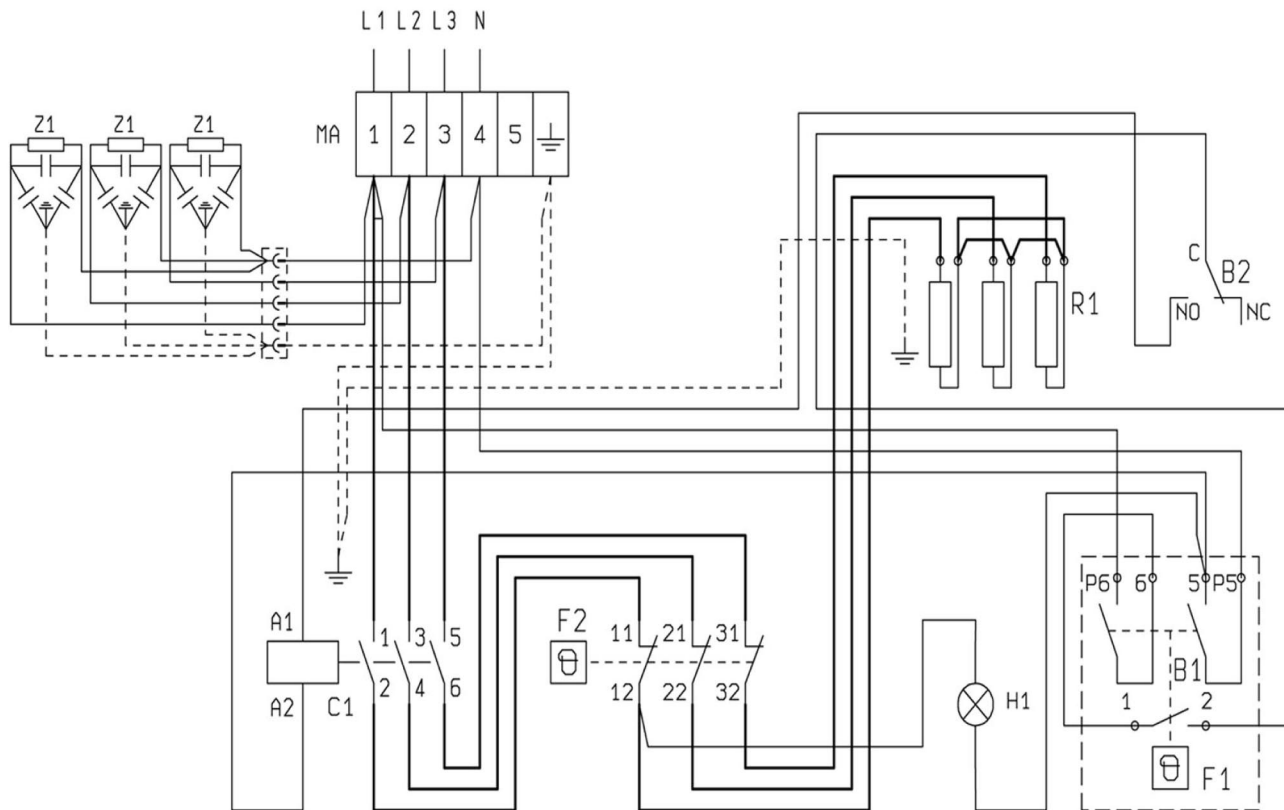 L1 L2 L3 N
Z1 Z1 Z1
MA 1 2 3 4 5
C
B2
NO NC
R1
P6 6 5 P5
A1
1 3 5
F2
11 21 31
B1
2 4 6
12 22 32
A2 C1
H1
1 2
F1